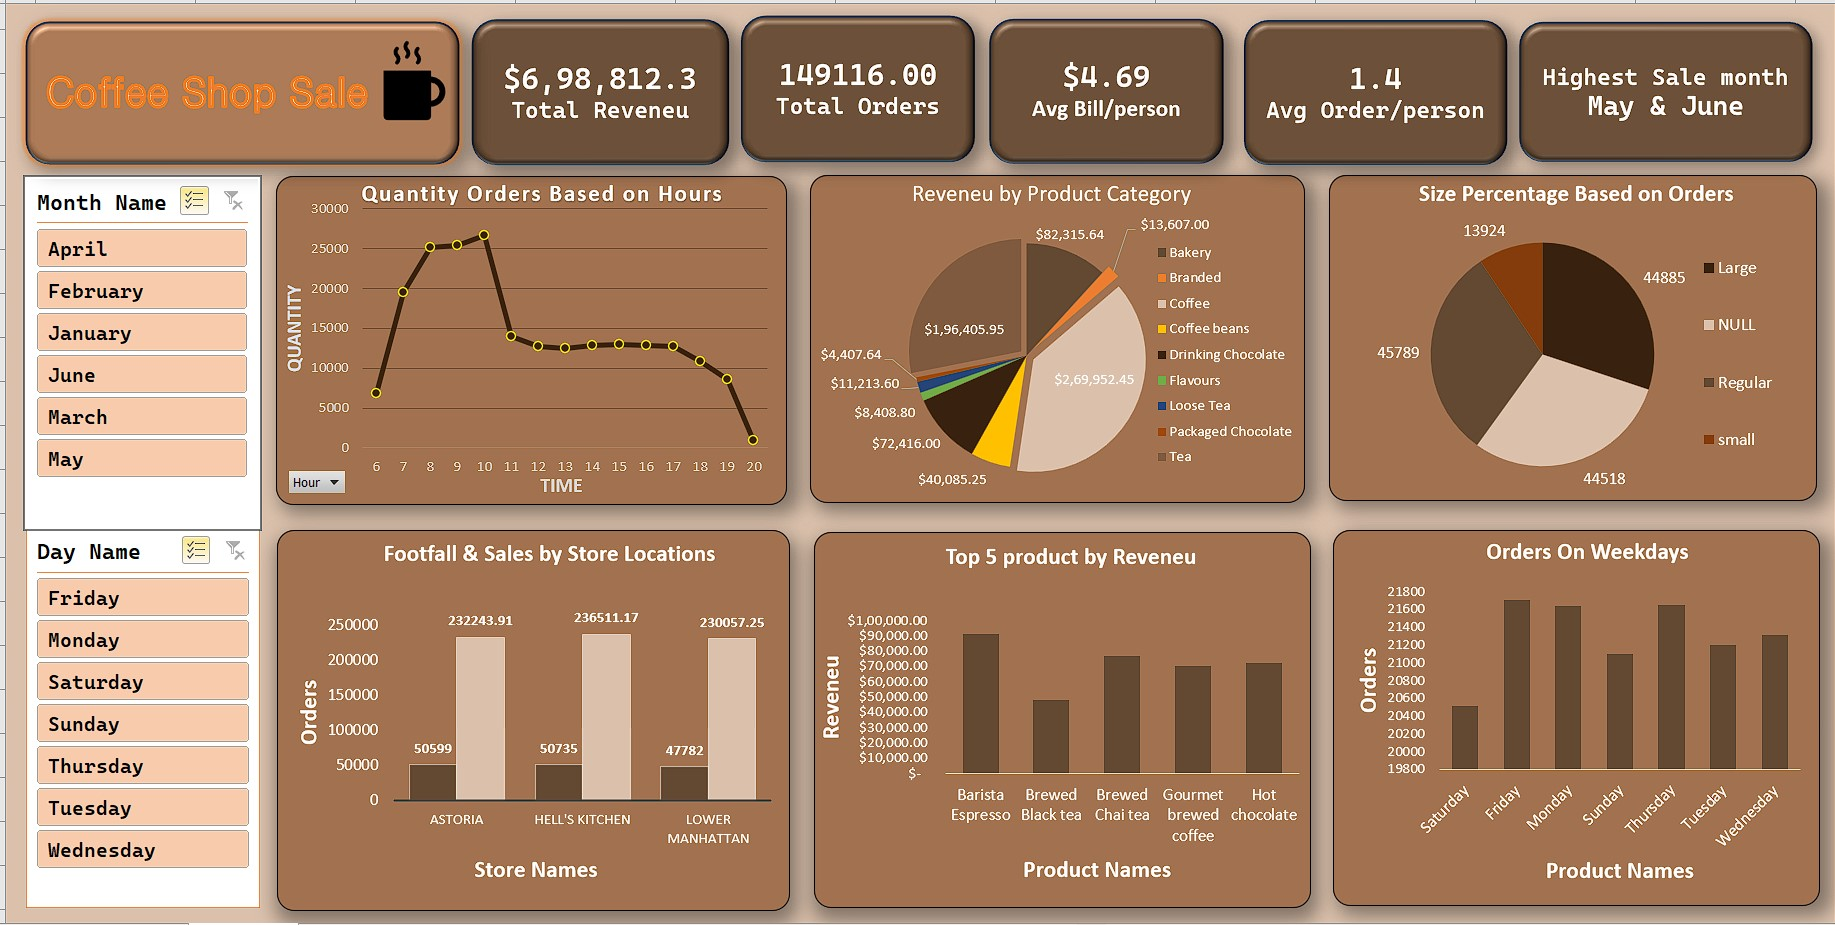 Coffee Shop Sale
$6,98,812.3
Total Reveneu
149116.00
Total Orders
$4.69
Avg Bill/person
1.4
Avg Order/person
Highest Sale month
May & June
Month Name
April
February
January
June
March
May
Day Name
Friday
Monday
Saturday
Sunday
Thursday
Tuesday
Wednesday
Quantity Orders Based on Hours
QUANTITY
30000
25000
20000
15000
10000
5000
0
6 7 8 9 10 11 12 13 14 15 16 17 18 19 20
Hour
TIME
Reveneu by Product Category
$82,315.64
$13,607.00
$1,96,405.95
$2,69,952.45
$4,407.64
$11,213.60
$8,408.80
$72,416.00
$40,085.25
Bakery
Branded
Coffee
Coffee beans
Drinking Chocolate
Flavours
Loose Tea
Packaged Chocolate
Tea
Size Percentage Based on Orders
13924
44885
45789
44518
Large
NULL
Regular
small
Footfall & Sales by Store Locations
Orders
250000
200000
150000
100000
50000
0
232243.91
236511.17
230057.25
50599
50735
47782
ASTORIA
HELL'S KITCHEN
LOWER
MANHATTAN
Store Names
Top 5 product by Reveneu
Reveneu
$1,00,000.00
$90,000.00
$80,000.00
$70,000.00
$60,000.00
$50,000.00
$40,000.00
$30,000.00
$20,000.00
$10,000.00
$-
Barista
Espresso
Brewed
Black tea
Brewed
Chai tea
Gourmet
brewed
coffee
Hot
chocolate
Product Names
Orders On Weekdays
Orders
21800
21600
21400
21200
21000
20800
20600
20400
20200
20000
19800
Saturday
Friday
Monday
Sunday
Thursday
Tuesday
Wednesday
Product Names